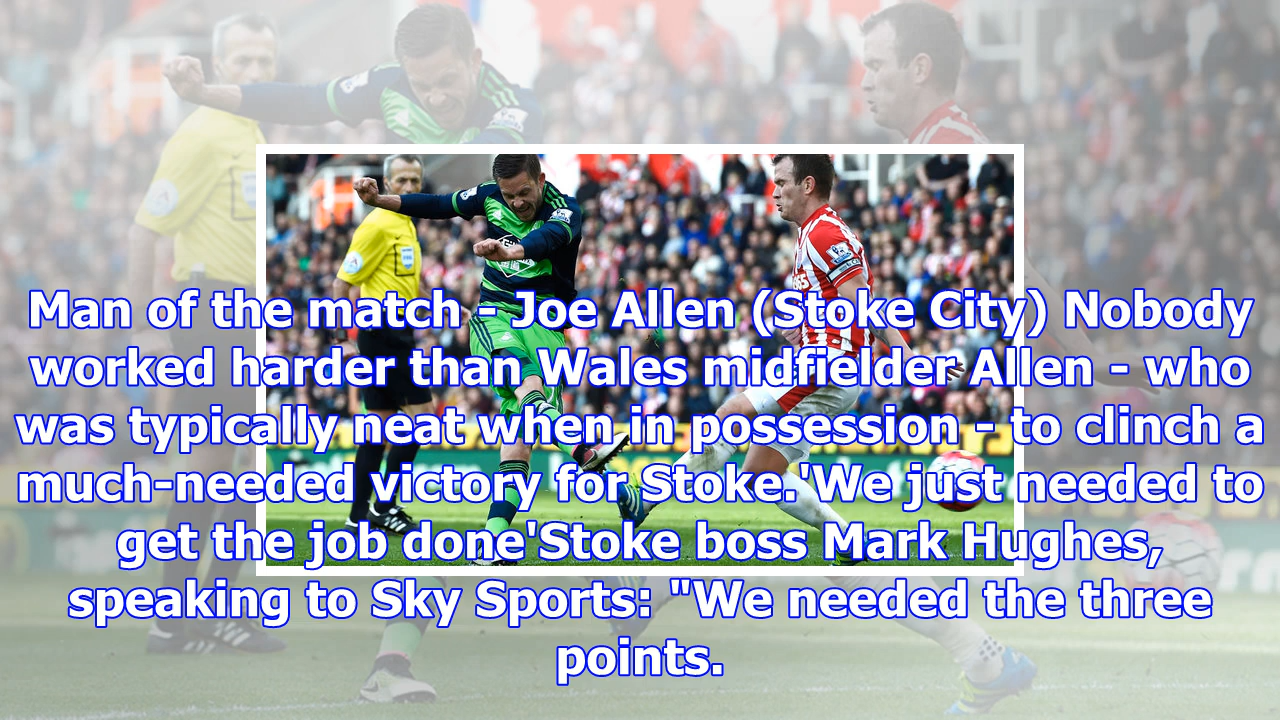 Man of the match - Joe Allen (Stoke City) Nobody
worked harder than Wales midfielder Allen - who
was typically neat when in possession - to clinch a
much-needed victory for Stoke.'We just needed to
get the job done'Stoke boss Mark Hughes,
speaking to Sky Sports: "We needed the three
points.